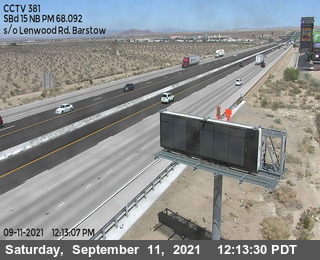 CCTV 381
SBd 15 NB PM 68.092
s/o Lenwood Rd. Barstow
09-11-2021 12:13:07 PM
Saturday, September 11, 2021 12:13:30 PDT